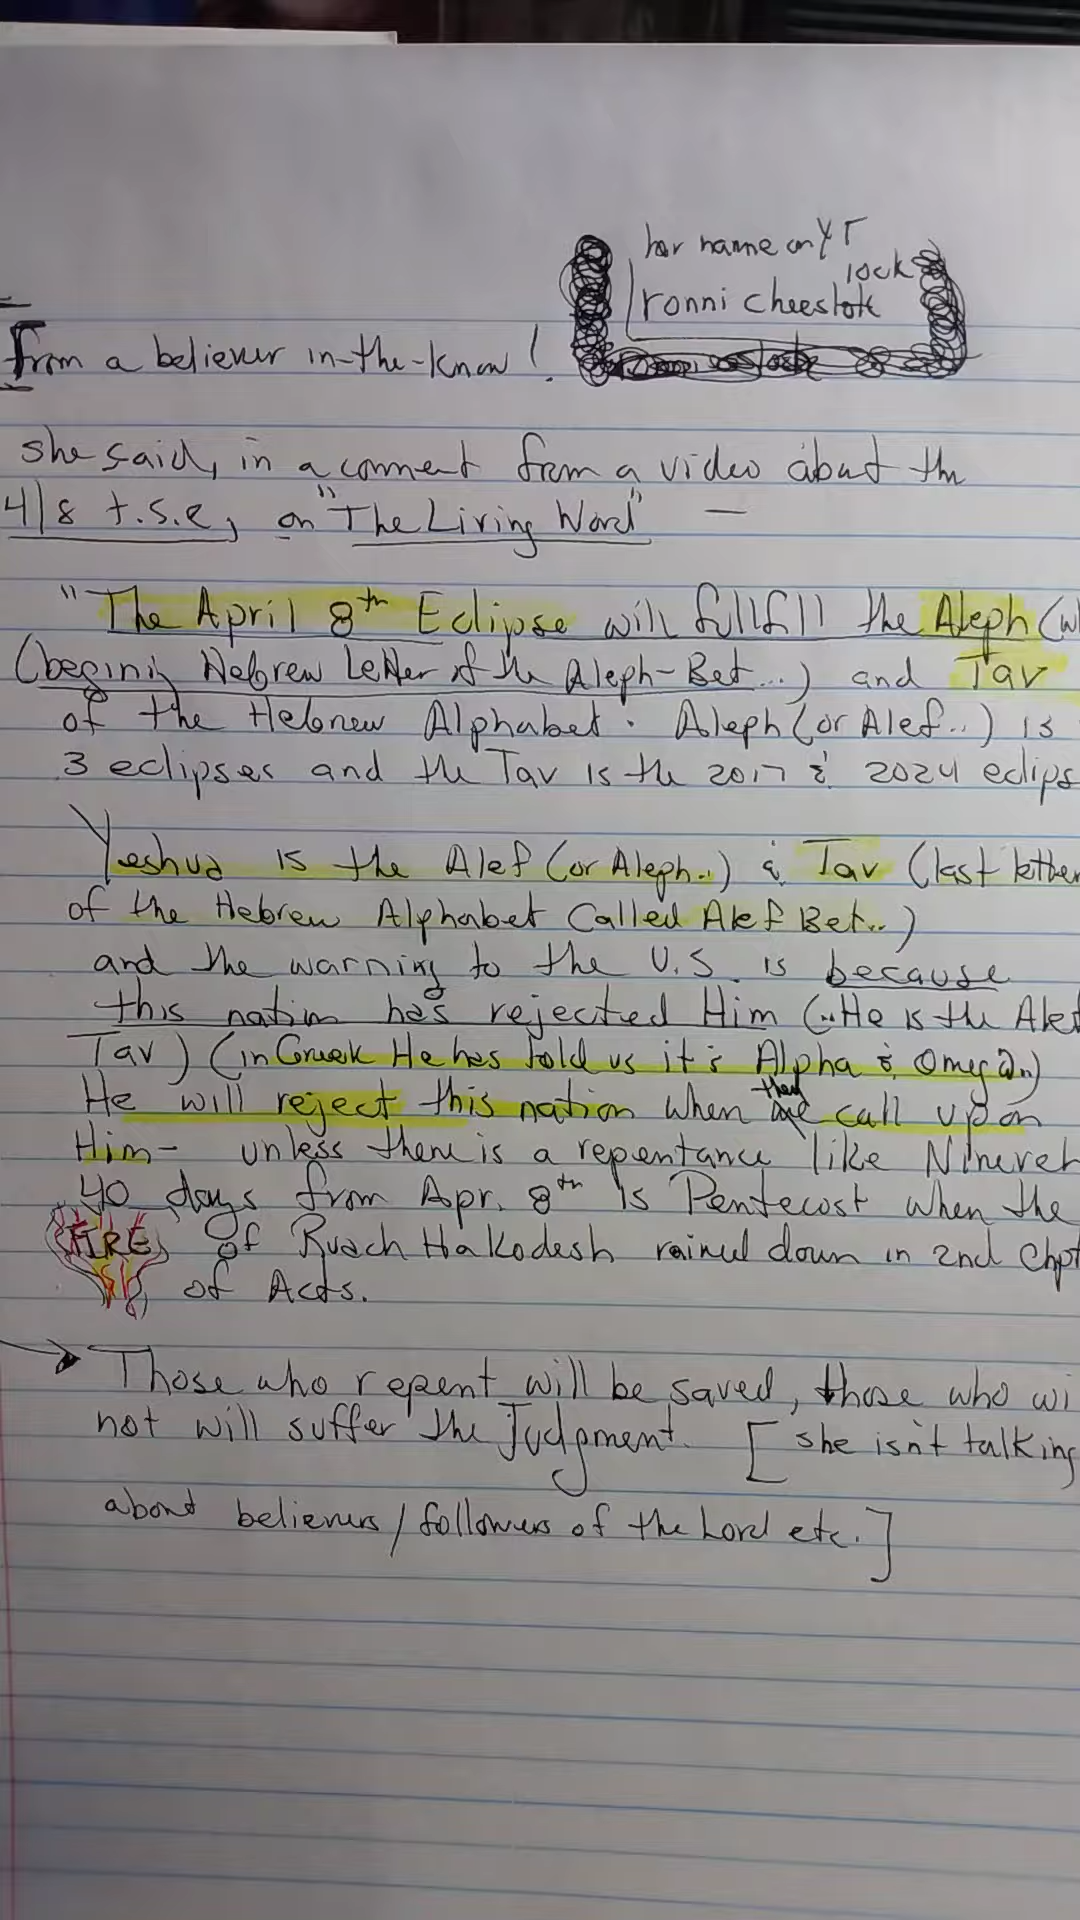 her name on YT
lock
ronni cheestok
From a believer in-the-know!
she said, in a comment from a video about the
4/8 t.s.e, on "The Living Word" —
"The April 8th Eclipse will fullfill the Aleph (w
(begining Hebrew Letter of the Aleph-Bet...) and Tav
of the Hebrew Alphabet. Aleph (or Alef..) is
3 eclipses and the Tav is the 2017 & 2024 eclips
Yeshua is the Alef (or Aleph..) & Tav (last letter
of the Hebrew Alphabet Called Alef Bet..)
and the warning to the U.S. is because
this nation has rejected Him (..He is the Alef
Tav) (in Greek He has told us it's Alpha & Omega..)
He will reject this nation when they call upon
Him- unless there is a repentance like Nineveh
40 days from Apr. 8th is Pentecost when the
FIRE of Ruach HaKodesh rained down in 2nd Chpt
of Acts.
→ Those who repent will be saved, those who wi
not will suffer the Judgment. [she isn't talking
about believers/followers of the Lord etc.]